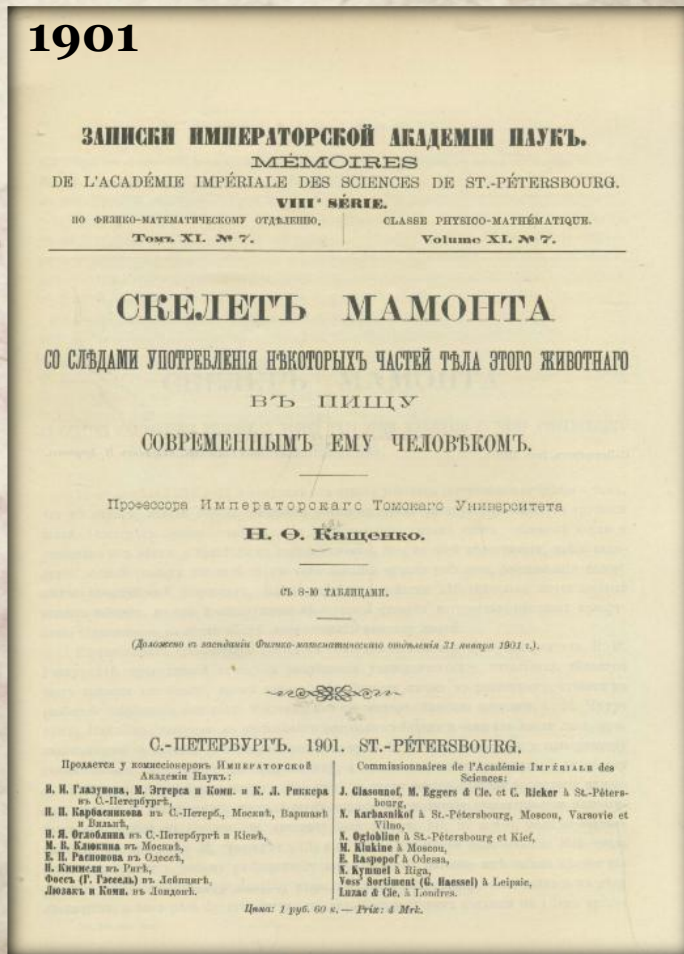 1901
ЗАПИСКИ ИМПЕРАТОРСКОЙ АКАДЕМІИ НАУКЪ.
MÉMOIRES
DE L'ACADÉMIE IMPÉRIALE DES SCIENCES DE ST.-PÉTERSBOURG.
VIIIᵉ SÉRIE.
ПО ФИЗИКО-МАТЕМАТИЧЕСКОМУ ОТДѢЛЕНІЮ.
Томъ XI. № 7.
CLASSE PHYSICO-MATHÉMATIQUE.
Volume XI. № 7.
СКЕЛЕТЪ МАМОНТА
СО СЛѢДАМИ УПОТРЕБЛЕНІЯ НѢКОТОРЫХЪ ЧАСТЕЙ ТѢЛА ЭТОГО ЖИВОТНАГО
ВЪ ПИЩУ
СОВРЕМЕННЫМЪ ЕМУ ЧЕЛОВѢКОМЪ.
Профессора Императорскаго Томскаго Университета
Н. Ѳ. Кащенко.
СЪ 8-Ю ТАБЛИЦАМИ.
(Доложено въ засѣданіи Физико-математическаго отдѣленія 31 января 1901 г.).
С.-ПЕТЕРБУРГЪ. 1901. ST.-PÉTERSBOURG.
Продается у комиссіонеровъ ИМПЕРАТОРСКОЙ
Академіи Наукъ:
И. И. Глазунова, М. Эггерса и Комп. и К. Л. Риккера
въ С.-Петербургѣ,
Н. П. Карбасникова въ С.-Петерб., Москвѣ, Варшавѣ
и Вильнѣ,
Н. Я. Оглоблина въ С.-Петербургѣ и Кіевѣ,
М. В. Клюкина въ Москвѣ,
Е. П. Распопова въ Одессѣ,
Н. Киммеля въ Ригѣ,
Фоссъ (Г. Гэссель) въ Лейпцигѣ,
Люзакъ и Комп. въ Лондонѣ.
Commissionnaires de l'Académie IMPÉRIALE des
Sciences:
J. Glasounof, M. Eggers & Cie. et C. Ricker à St.-Péters-
bourg,
N. Karbasnikof à St.-Pétersbourg, Moscou, Varsovie et
Vilno,
N. Oglobline à St.-Pétersbourg et Kief,
M. Klukine à Moscou,
E. Raspopof à Odessa,
N. Kymmel à Riga,
Voss' Sortiment (G. Haessel) à Leipsic,
Luzac & Cie. à Londres.
Цѣна: 1 руб. 60 к. — Prix: 4 Mrk.